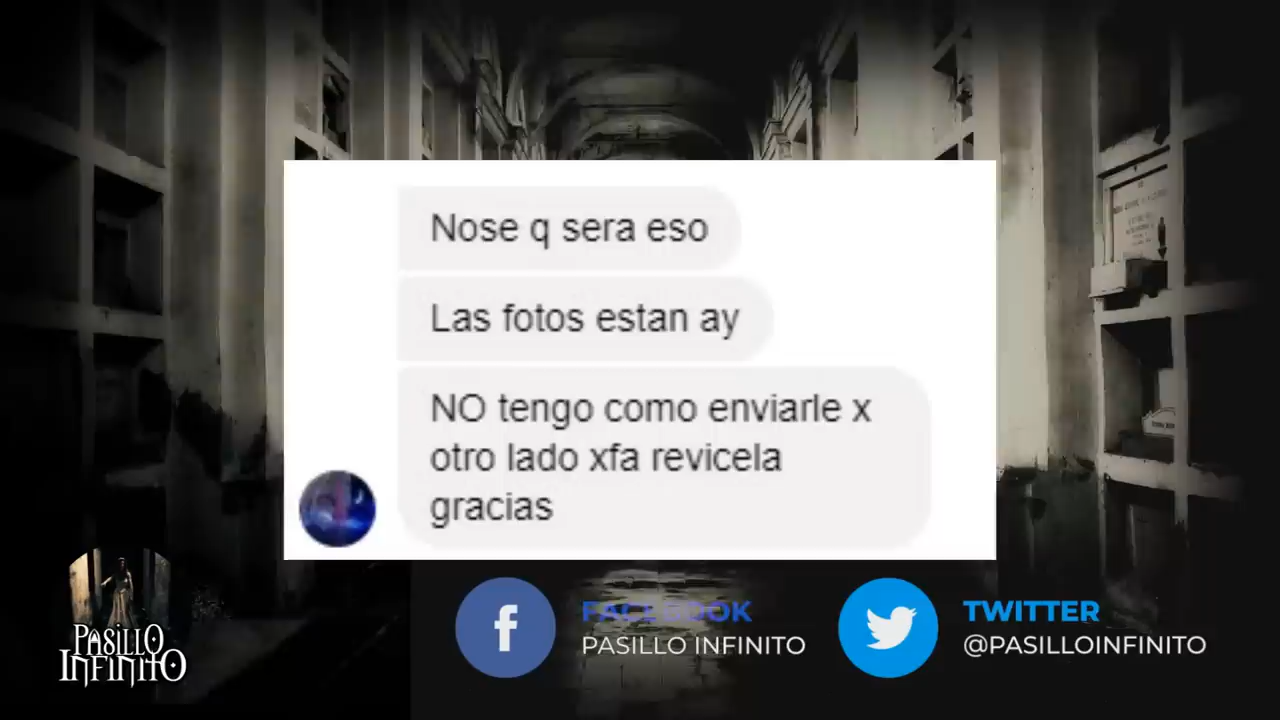 Nose q sera eso
Las fotos estan ay
NO tengo como enviarle x
otro lado xfa revicela
gracias
PASILLO
INFINITO
FACEBOOK
PASILLO INFINITO
TWITTER
@PASILLOINFINITO